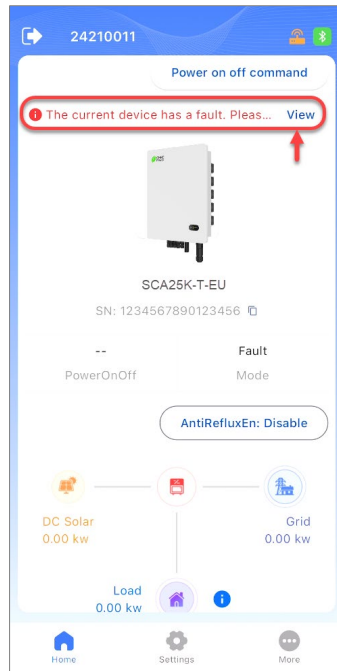 24210011
Power on off command
The current device has a fault. Pleas... View
SCA25K-T-EU
SN: 1234567890123456
-- Fault
PowerOnOff Mode
AntiRefluxEn: Disable
DC Solar Grid
0.00 kw 0.00 kw
Load
0.00 kw
Home Settings More